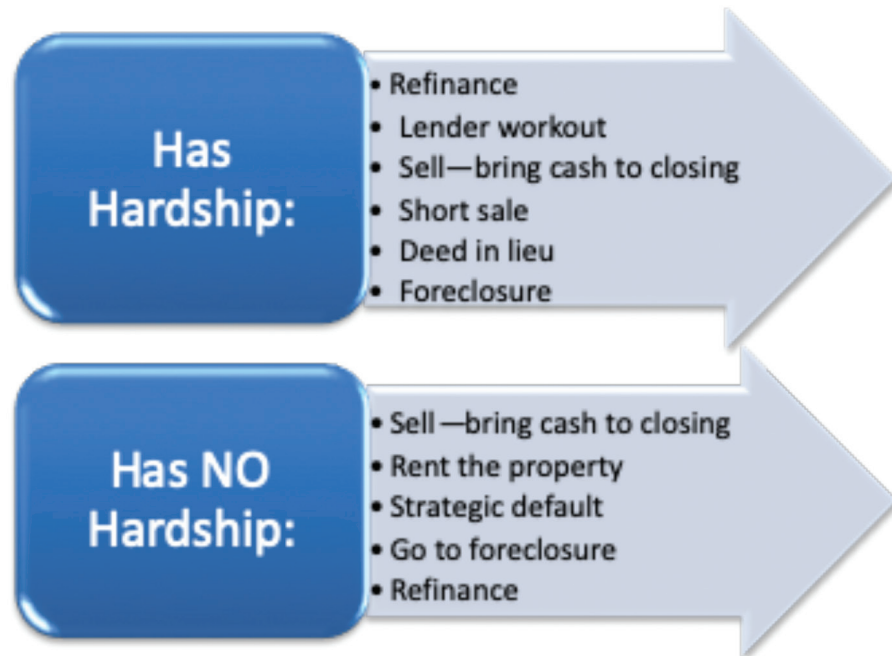 Has
Hardship:
• Refinance
• Lender workout
• Sell—bring cash to closing
• Short sale
• Deed in lieu
• Foreclosure
Has NO
Hardship:
• Sell—bring cash to closing
• Rent the property
• Strategic default
• Go to foreclosure
• Refinance